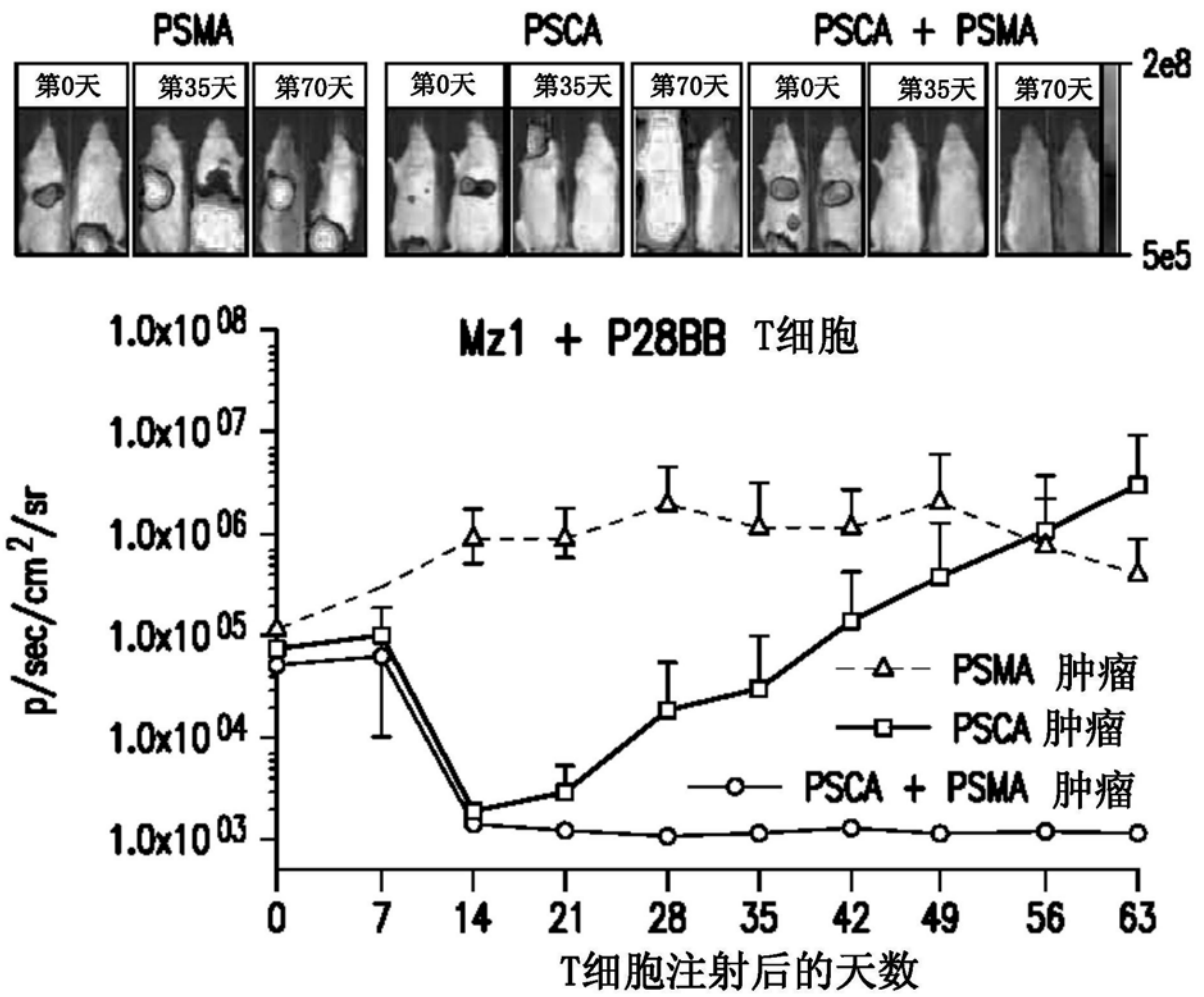 PSMA PSCA PSCA + PSMA
第0天 第35天 第70天 第0天 第35天 第70天 第0天 第35天 第70天
2e8
5e5
Mz1 + P28BB T细胞
1.0x10 08
1.0x10 07
1.0x10 06
1.0x10 05
1.0x10 04
1.0x10 03
p/sec/cm²/sr
PSMA 肿瘤
PSCA 肿瘤
PSCA + PSMA 肿瘤
0 7 14 21 28 35 42 49 56 63
T细胞注射后的天数